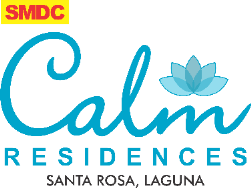 SMDC
Calm
RESIDENCES
SANTA ROSA, LAGUNA